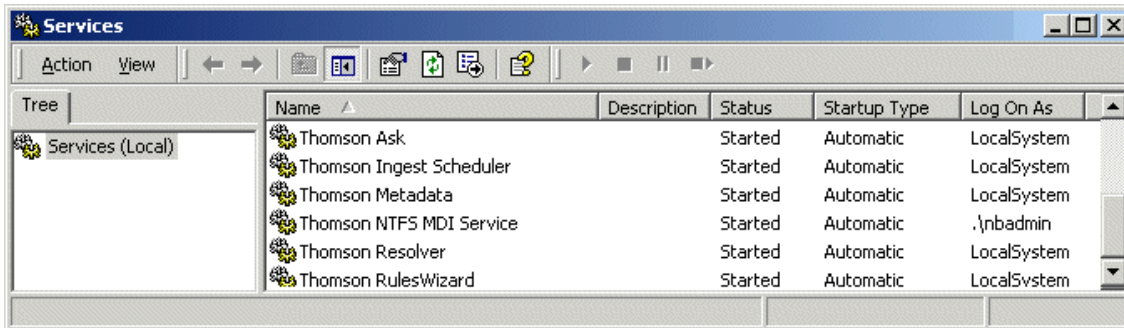 Services
Action View
Tree
Name Description Status Startup Type Log On As
Services (Local)
Thomson Ask Started Automatic LocalSystem
Thomson Ingest Scheduler Started Automatic LocalSystem
Thomson Metadata Started Automatic LocalSystem
Thomson NTFS MDI Service Started Automatic .\nbadmin
Thomson Resolver Started Automatic LocalSystem
Thomson RulesWizard Started Automatic LocalSystem